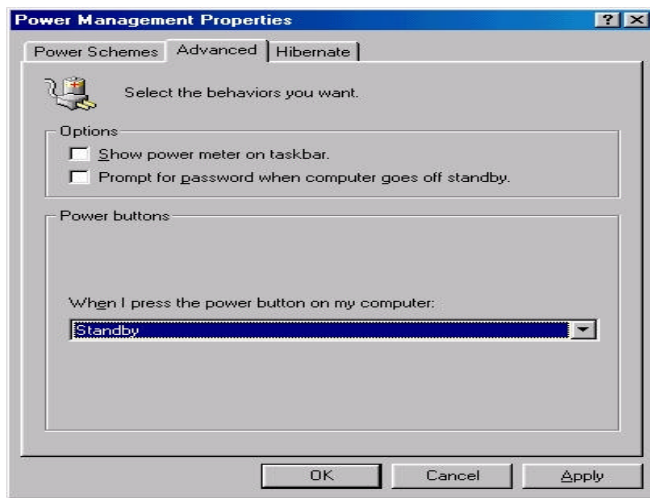 Power Management Properties
Power Schemes Advanced Hibernate
Select the behaviors you want.
Options
Show power meter on taskbar.
Prompt for password when computer goes off standby.
Power buttons
When I press the power button on my computer:
Standby
OK Cancel Apply